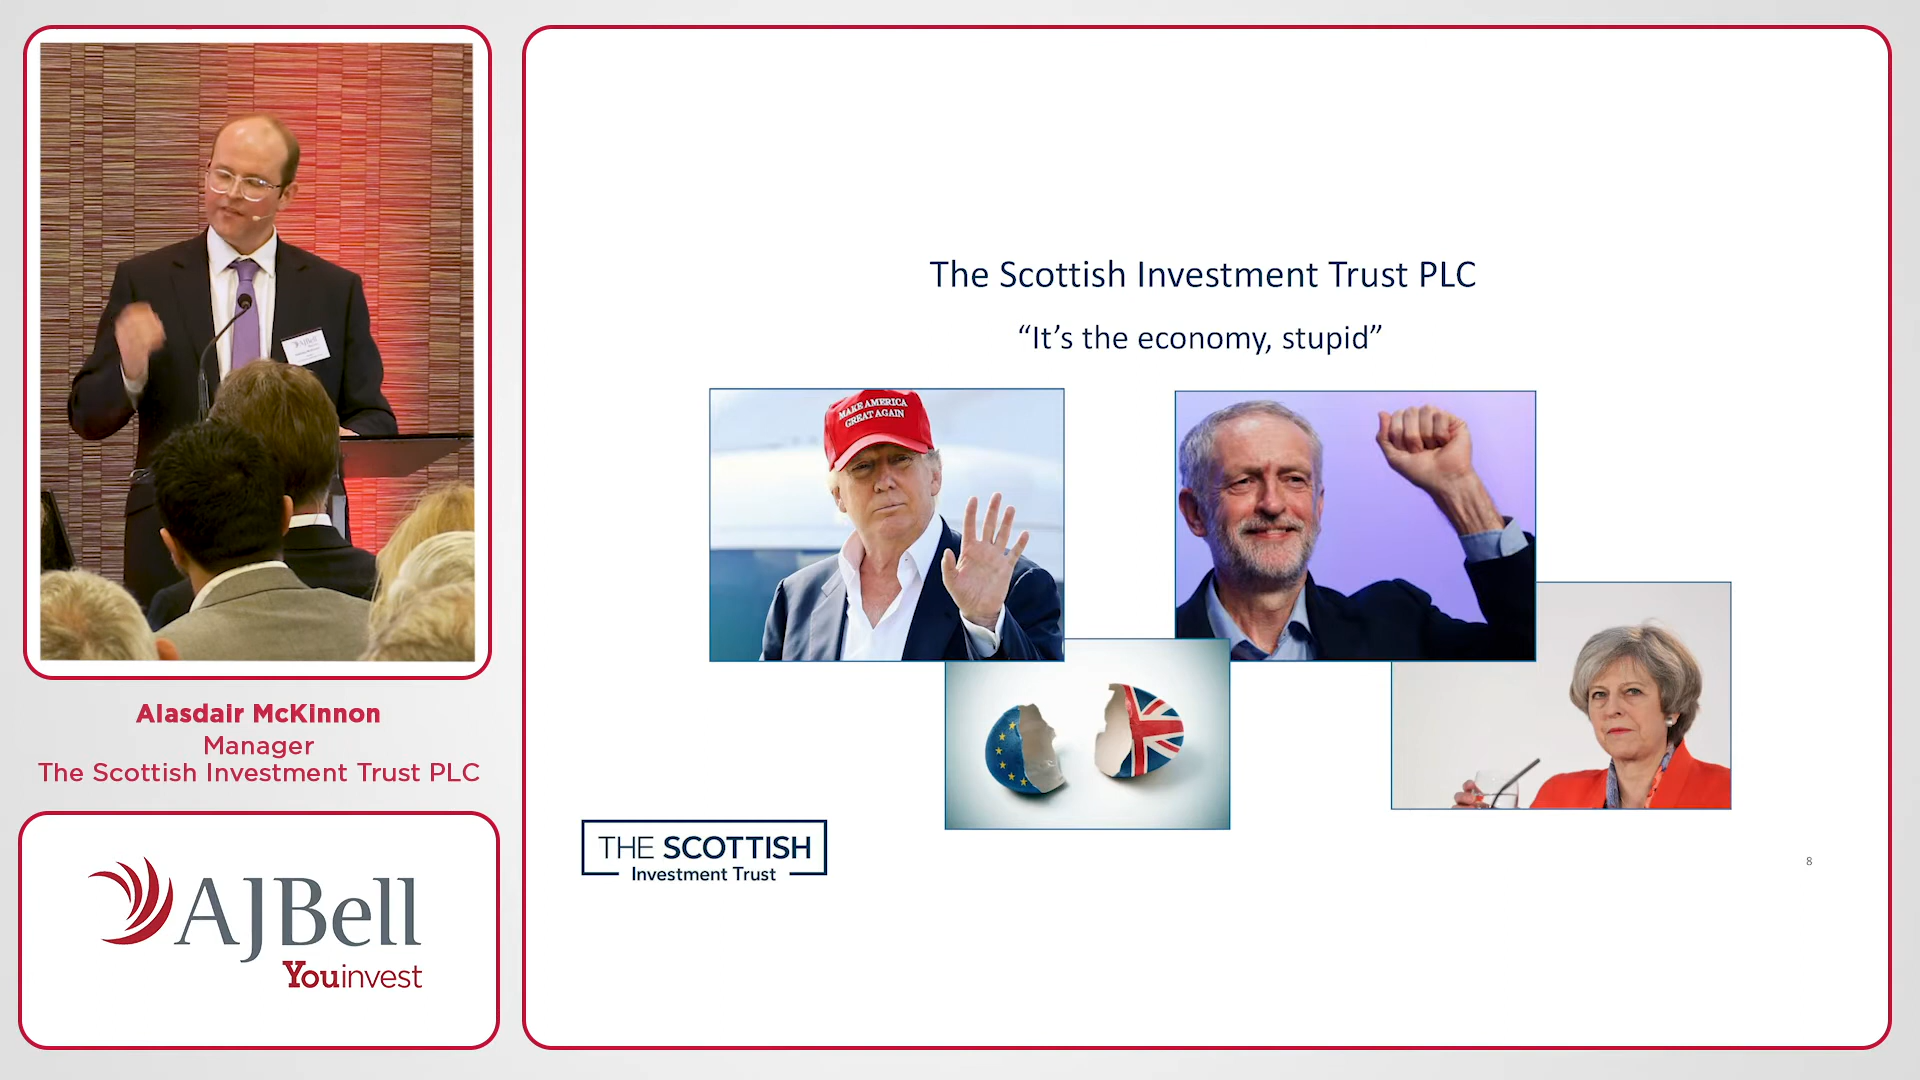 Alasdair McKinnon
Manager
The Scottish Investment Trust PLC
AJBell
Youinvest
The Scottish Investment Trust PLC
“It’s the economy, stupid”
MAKE AMERICA
GREAT AGAIN
THE SCOTTISH
Investment Trust
8